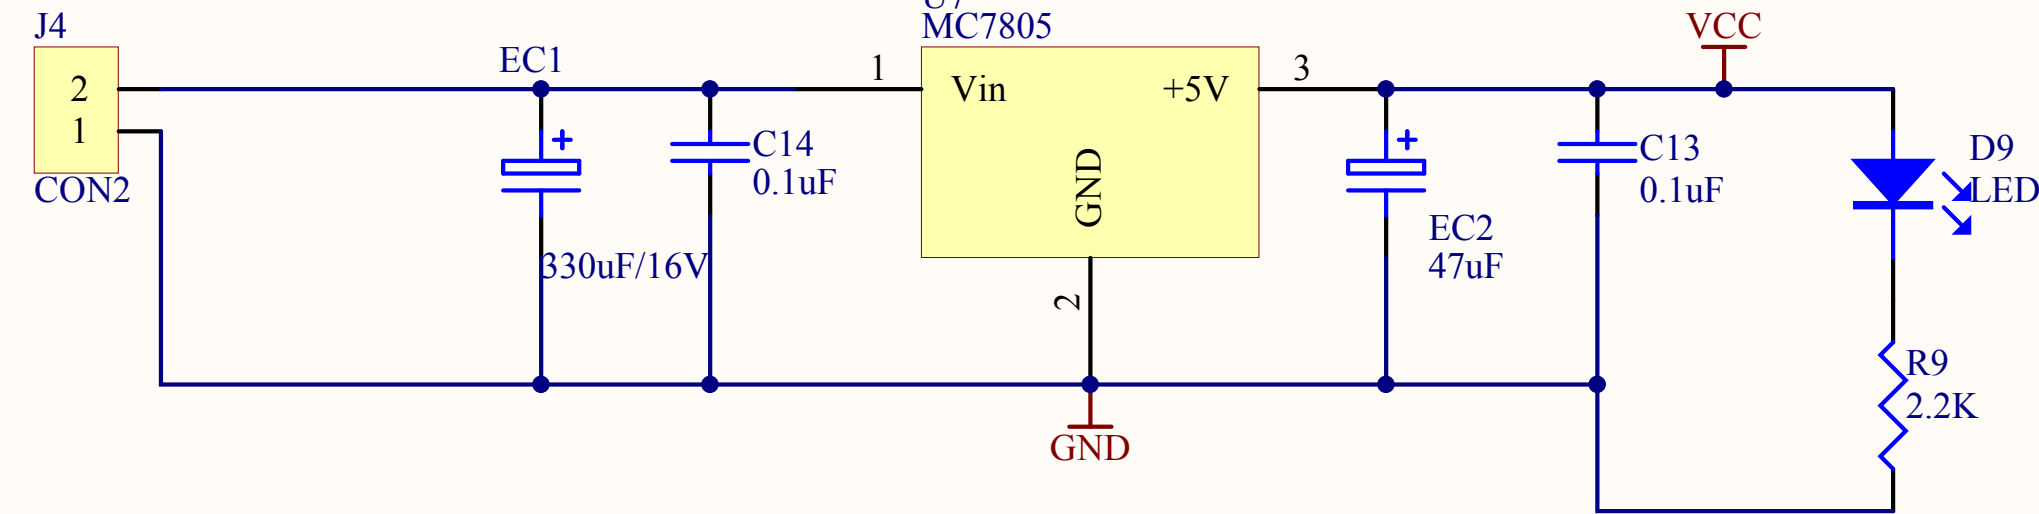 J4
2
1
CON2
EC1
330uF/16V
C14
0.1uF
MC7805
1
Vin
+5V
GND
3
2
GND
EC2
47uF
VCC
C13
0.1uF
D9
LED
R9
2.2K